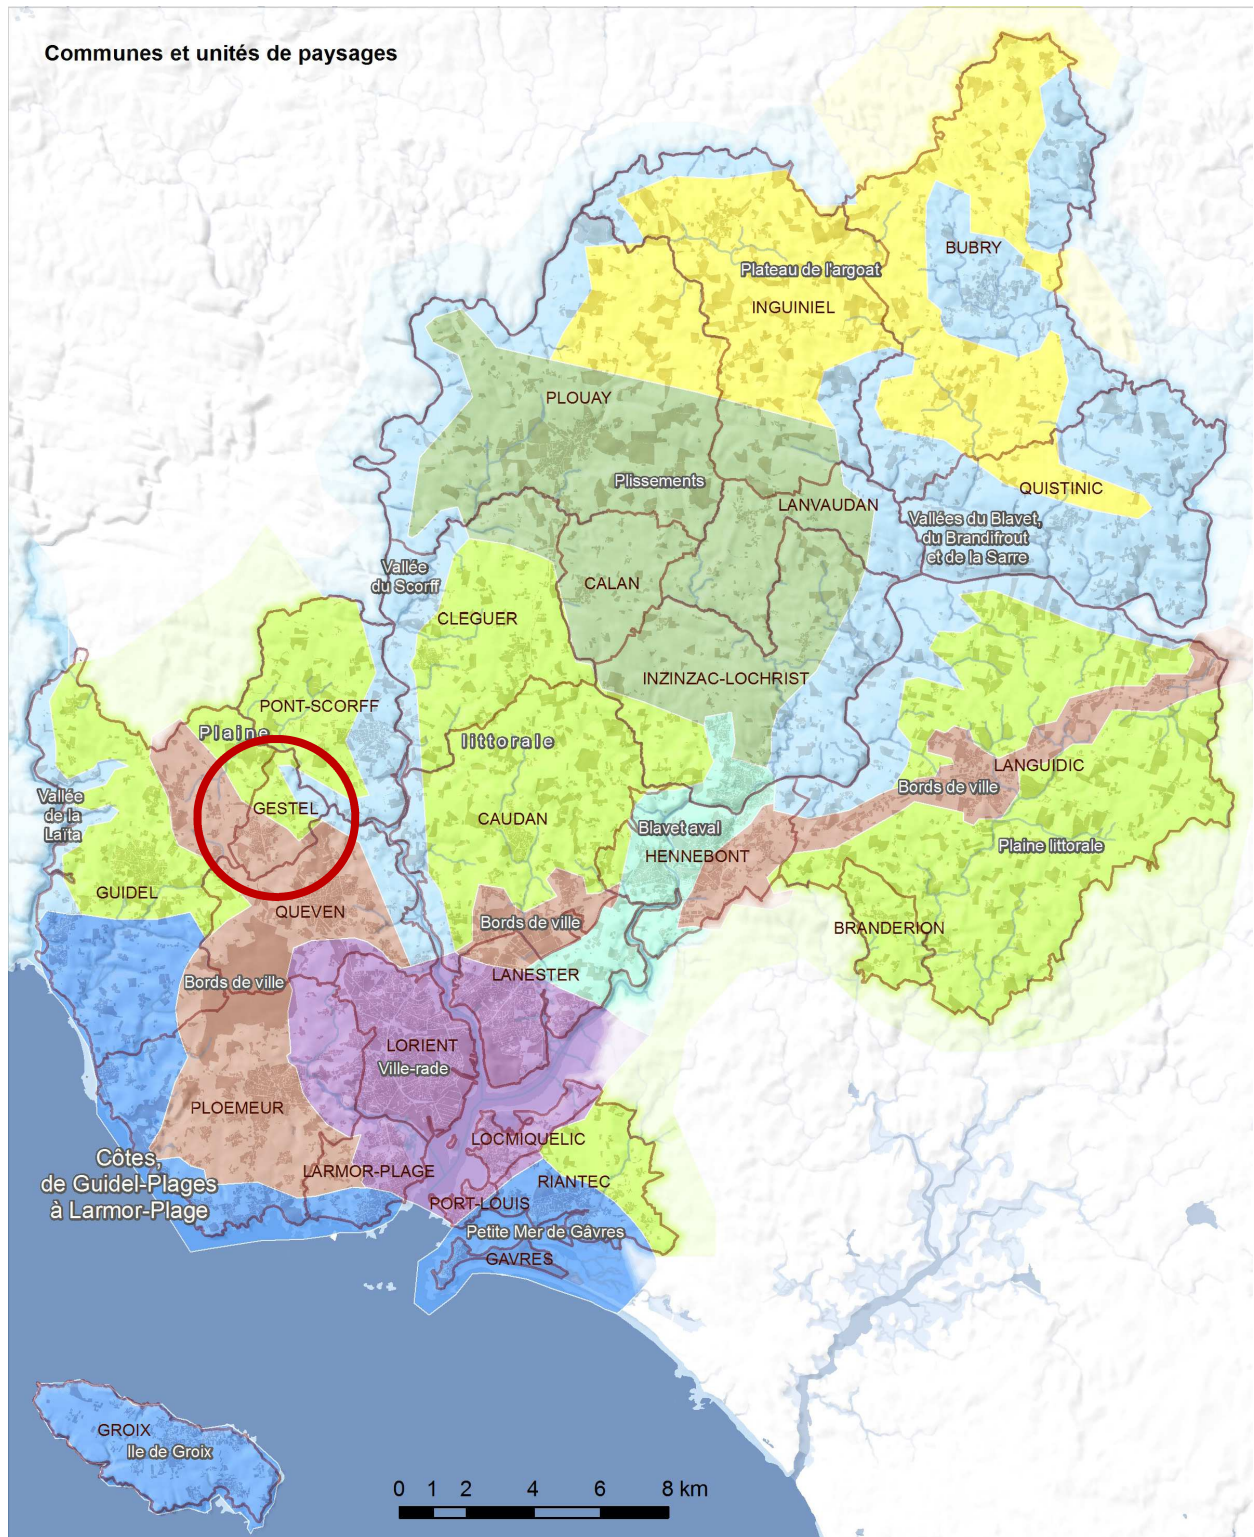 Communes et unités de paysages
BUBRY
Plateau de l'argoat
INGUINIEL
PLOUAY
Plissements
QUISTINIC
LANVAUDAN
Vallées du Blavet,
du Brandifrout
et de la Sarre
Vallée
du Scorff
CALAN
CLEGUER
INZINZAC-LOCHRIST
PONT-SCORFF
Plaine
littorale
LANGUIDIC
Bords de ville
Vallée
de la
Laïta
GESTEL
CAUDAN
Blavet aval
HENNEBONT
Plaine littorale
GUIDEL
QUEVEN
Bords de ville
BRANDERION
LANESTER
Bords de ville
LORIENT
Ville-rade
PLOEMEUR
LOCMIQUELIC
Côtes,
de Guidel-Plages
à Larmor-Plage
LARMOR-PLAGE
RIANTEC
PORT-LOUIS
Petite Mer de Gâvres
GAVRES
GROIX
Ile de Groix
0 1 2 4 6 8 km